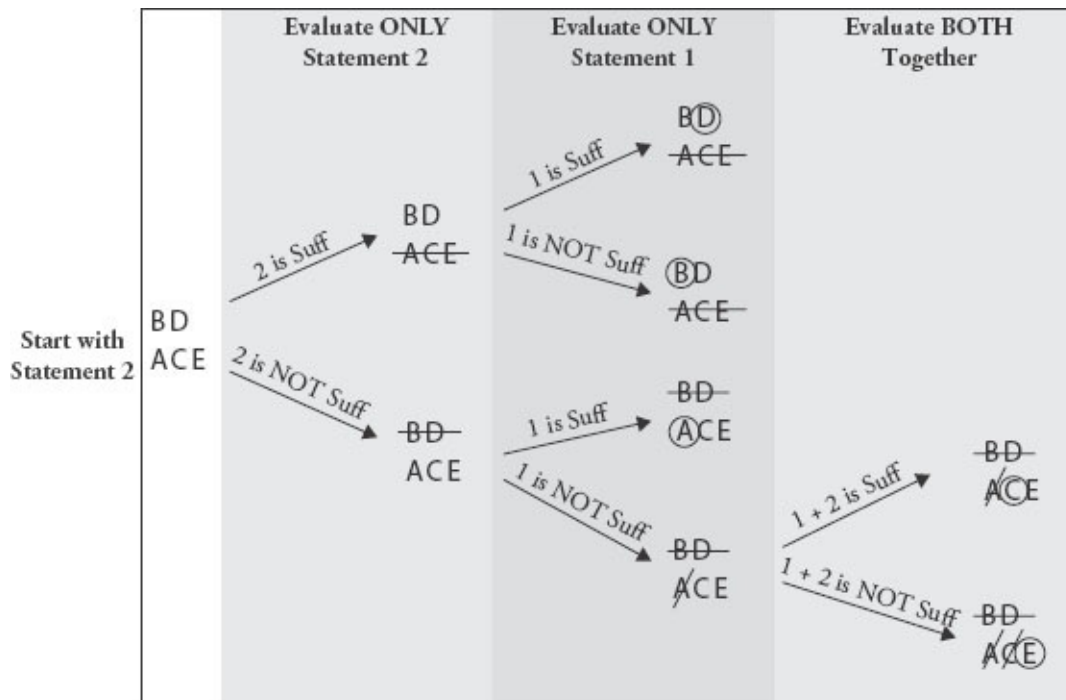 Evaluate ONLY
Statement 2
Evaluate ONLY
Statement 1
Evaluate BOTH
Together
Start with
Statement 2
BD
ACE
2 is Suff
2 is NOT Suff
BD
ACE
BD
ACE
1 is Suff
1 is NOT Suff
1 is Suff
1 is NOT Suff
BD
ACE
BD
ACE
BD
ACE
BD
ACE
1 + 2 is Suff
1 + 2 is NOT Suff
BD
ACE
BD
ACE